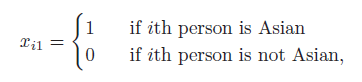 x_{i1} = { 1 if ith person is Asian
0 if ith person is not Asian,